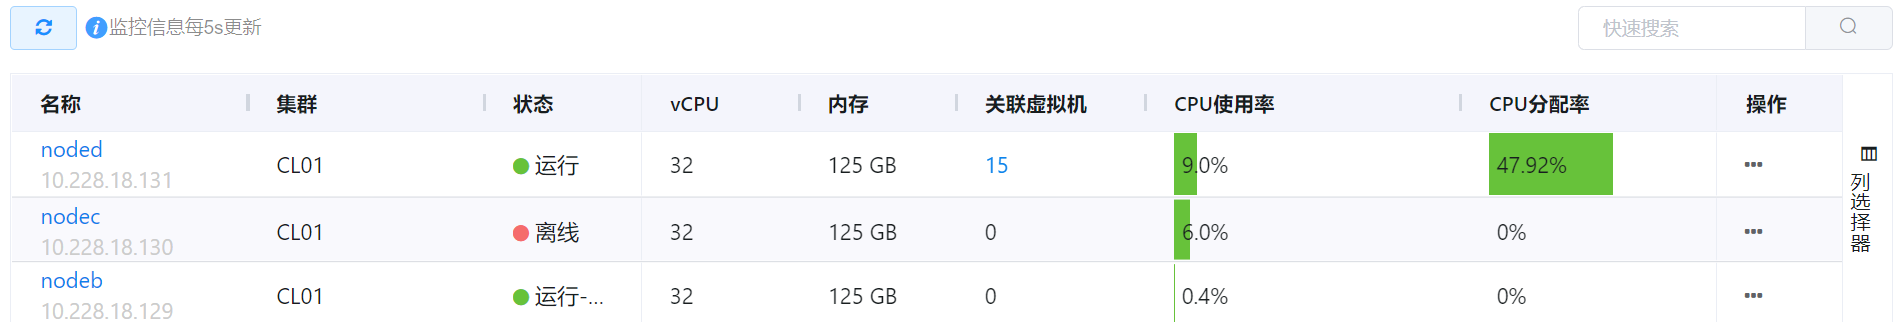 监控信息每5s更新 快速搜索
名称 集群 状态 vCPU 内存 关联虚拟机 CPU使用率 CPU分配率 操作
noded
10.228.18.131 CL01 运行 32 125 GB 15 9.0% 47.92% •••
nodec
10.228.18.130 CL01 离线 32 125 GB 0 6.0% 0% •••
nodeb
10.228.18.129 CL01 运行-... 32 125 GB 0 0.4% 0% •••
列选择器